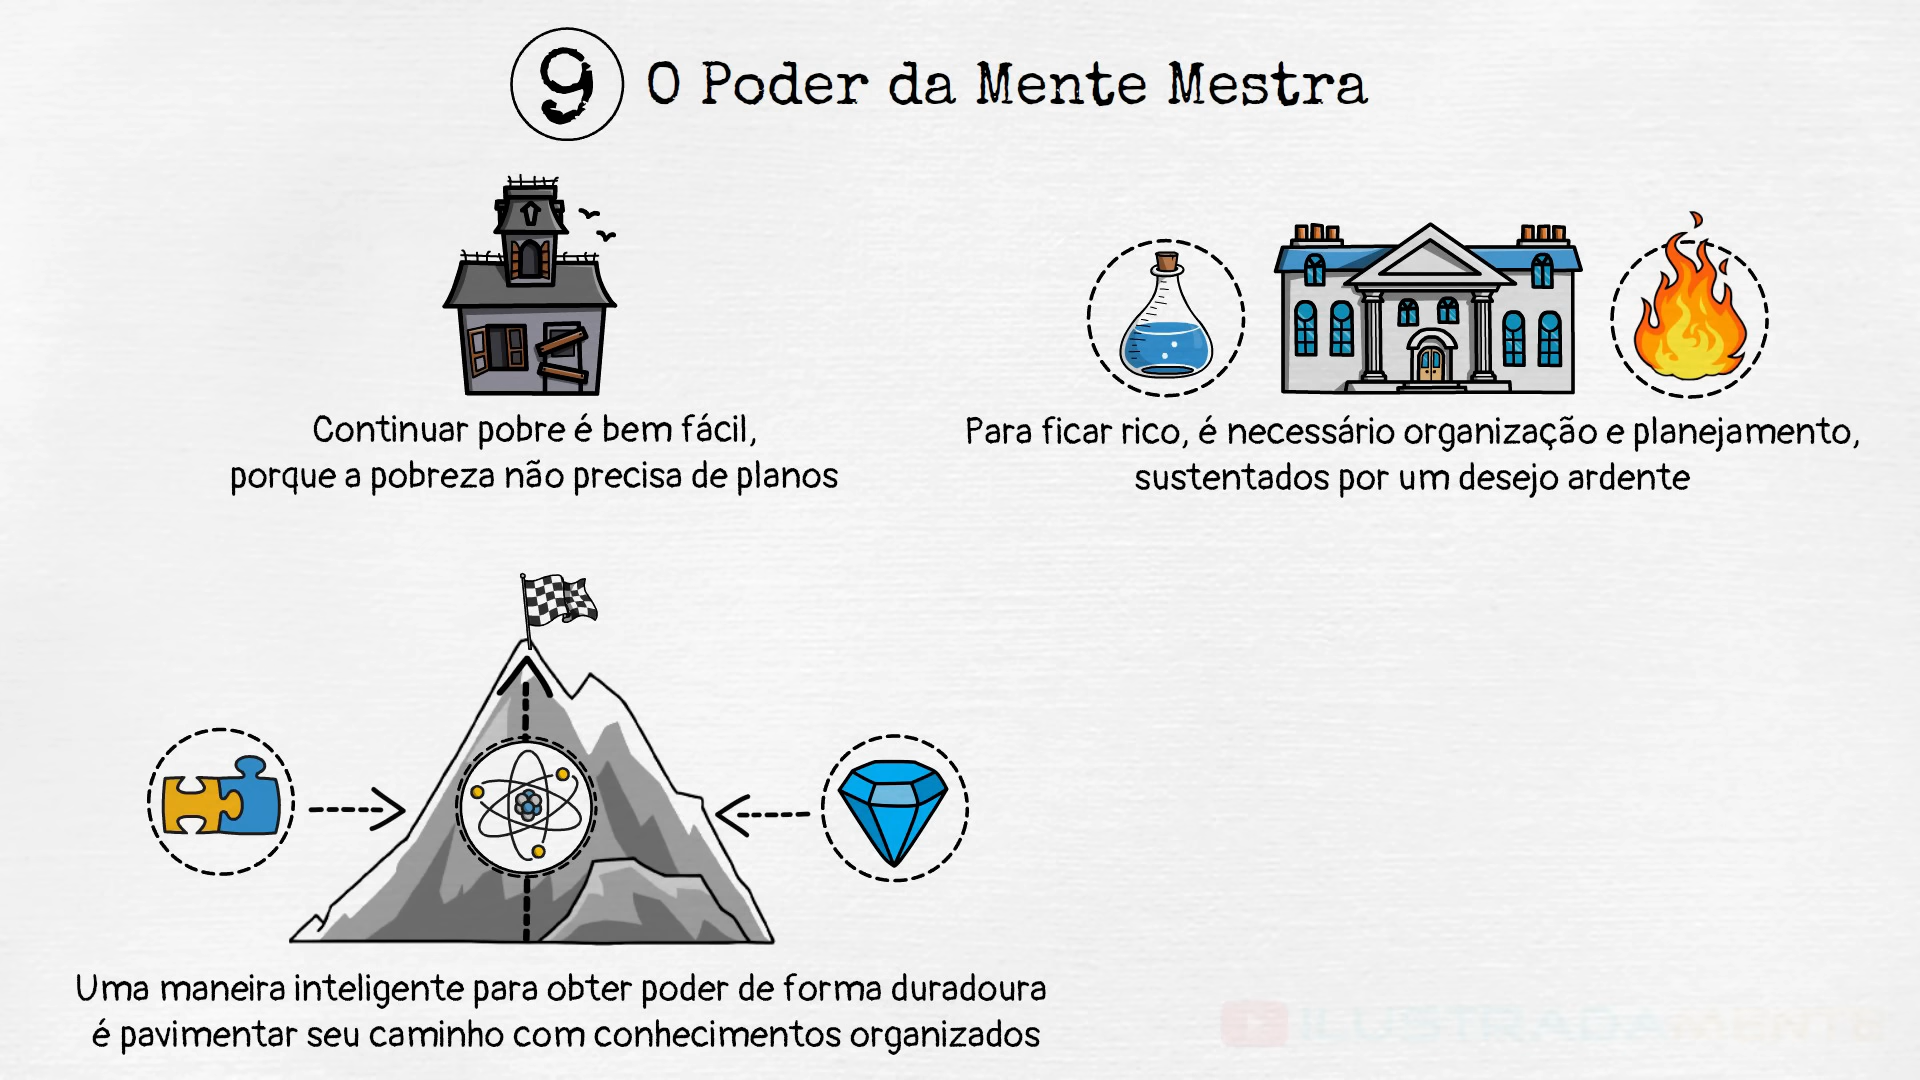 9 O Poder da Mente Mestra
Continuar pobre é bem fácil,
porque a pobreza não precisa de planos
Para ficar rico, é necessário organização e planejamento,
sustentados por um desejo ardente
Uma maneira inteligente para obter poder de forma duradoura
é pavimentar seu caminho com conhecimentos organizados
ILUSTRADAMENTE